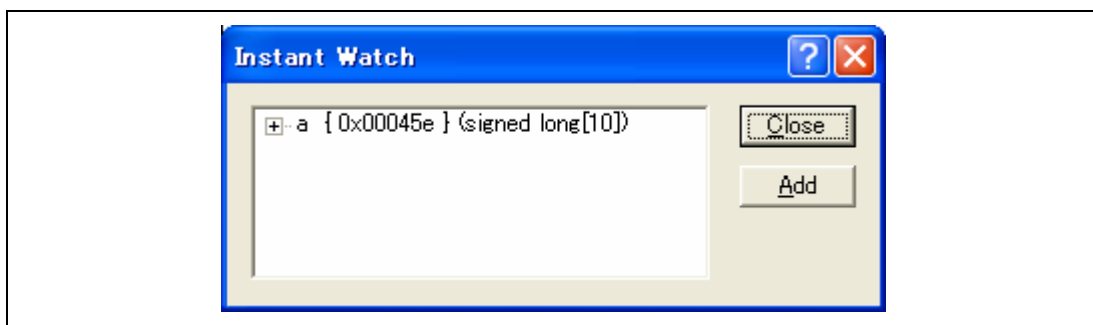 Instant Watch
a { 0x00045e } (signed long[10])
Close
Add